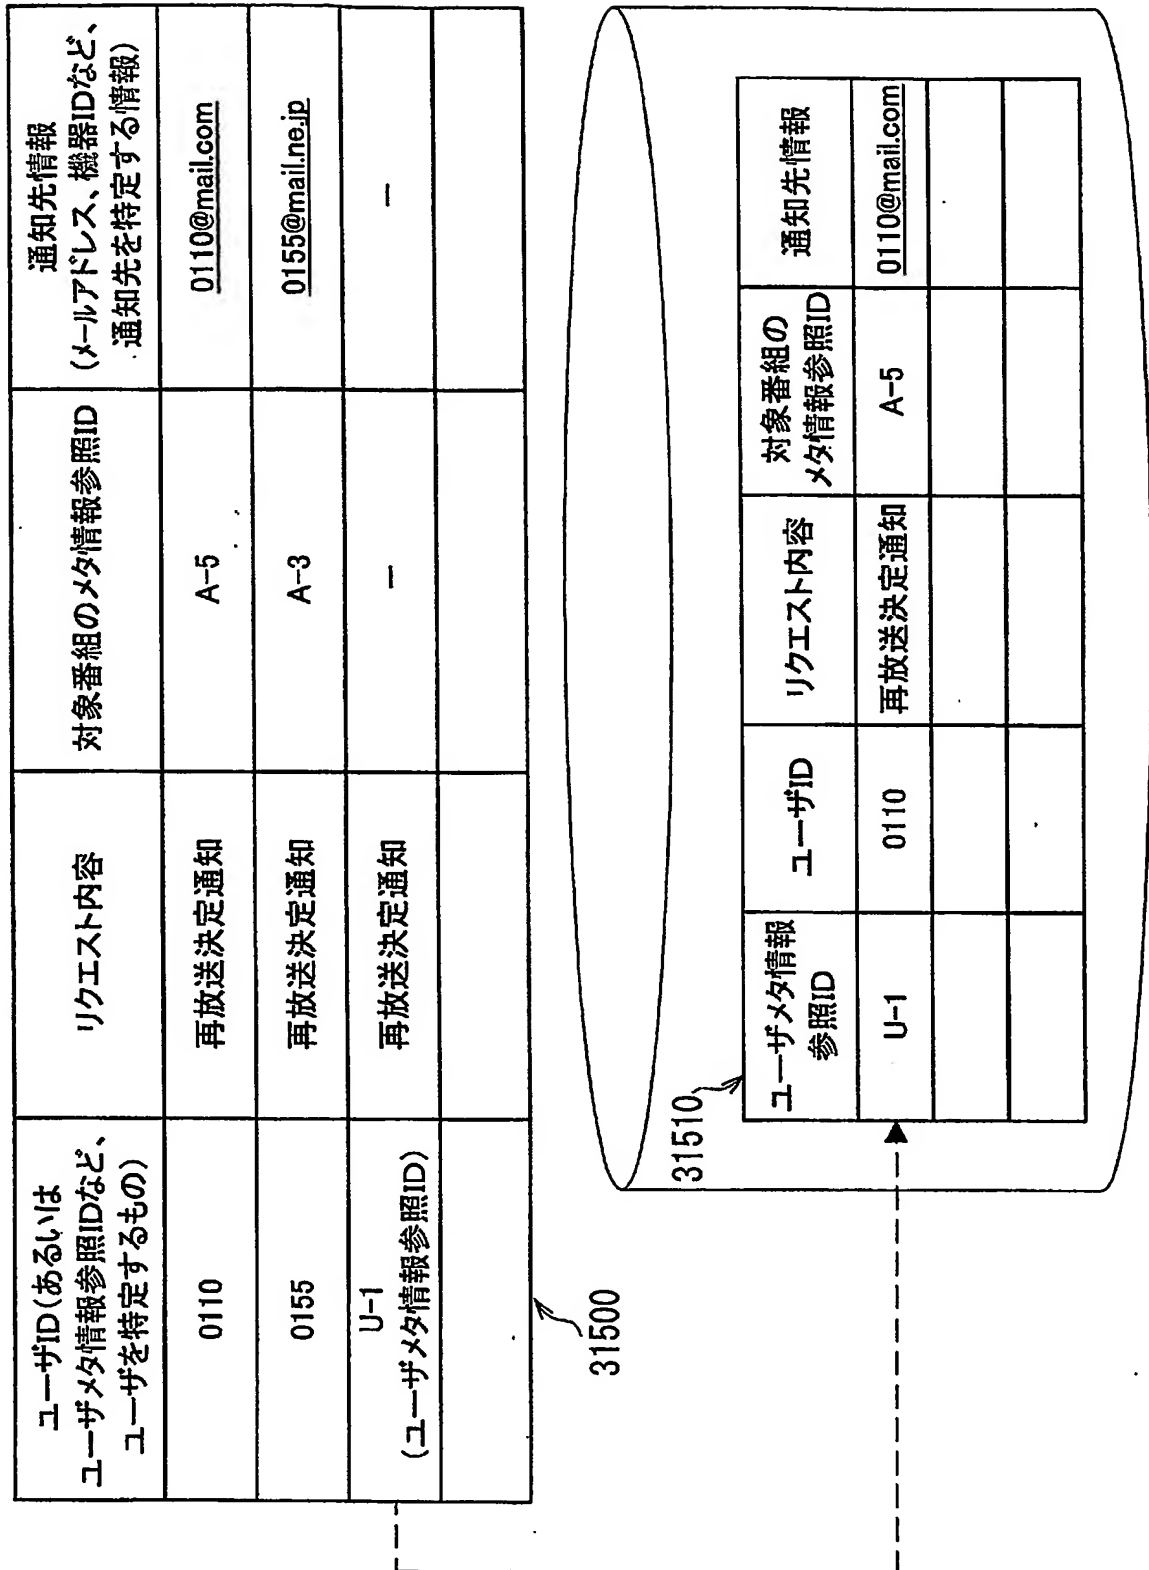 ユーザID(あるいは
ユーザメタ情報参照IDなど、
ユーザを特定するもの)
リクエスト内容
対象番組のメタ情報参照ID
通知先情報
(メールアドレス、機器IDなど、
通知先を特定する情報)
0110
再放送決定通知
A-5
0110@mail.com
0155
再放送決定通知
A-3
0155@mail.ne.jp
U-1
(ユーザメタ情報参照ID)
再放送決定通知
–
–
31500
31510
ユーザメタ情報
参照ID
ユーザID
リクエスト内容
対象番組の
メタ情報参照ID
通知先情報
U-1
0110
再放送決定通知
A-5
0110@mail.com